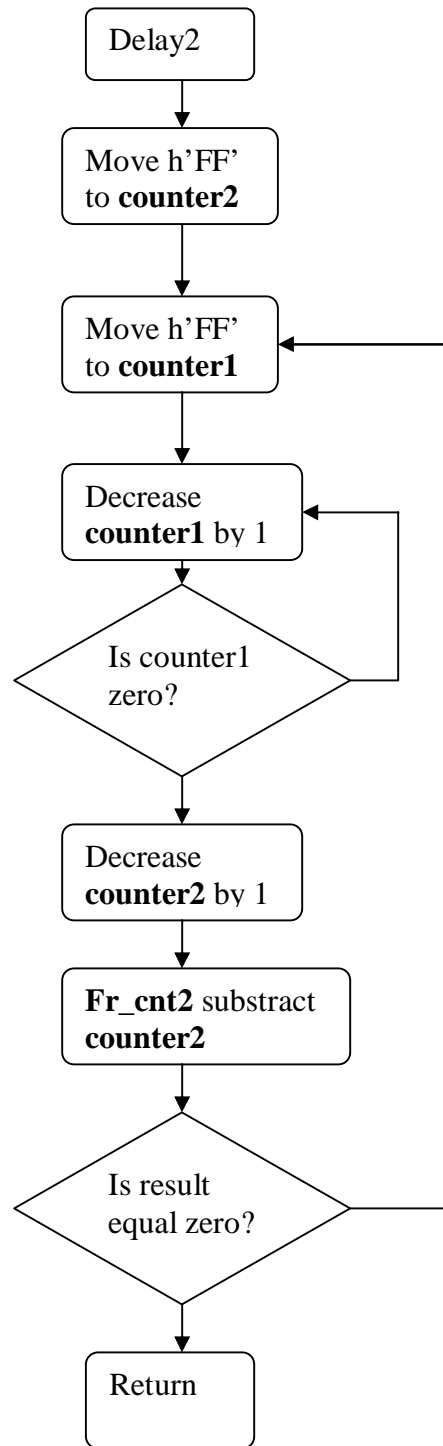 Delay2
Move h’FF’
to counter2
Move h’FF’
to counter1
Decrease
counter1 by 1
Is counter1
zero?
Decrease
counter2 by 1
Fr_cnt2 substract
counter2
Is result
equal zero?
Return